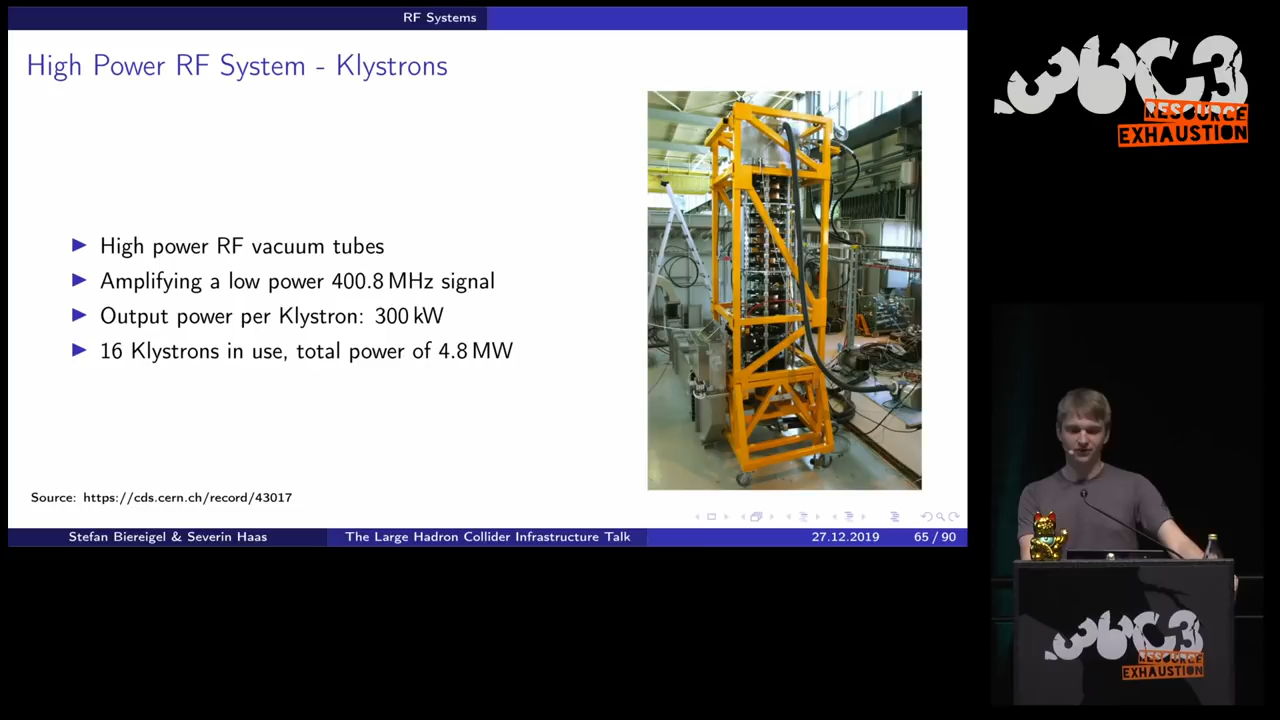 RF Systems
High Power RF System - Klystrons
High power RF vacuum tubes
Amplifying a low power 400.8 MHz signal
Output power per Klystron: 300 kW
16 Klystrons in use, total power of 4.8 MW
Source: https://cds.cern.ch/record/43017
Stefan Biereigel & Severin Haas
The Large Hadron Collider Infrastructure Talk
27.12.2019
65 / 90
36C3
RESOURCE
EXHAUSTION
36C3
RESOURCE
EXHAUSTION